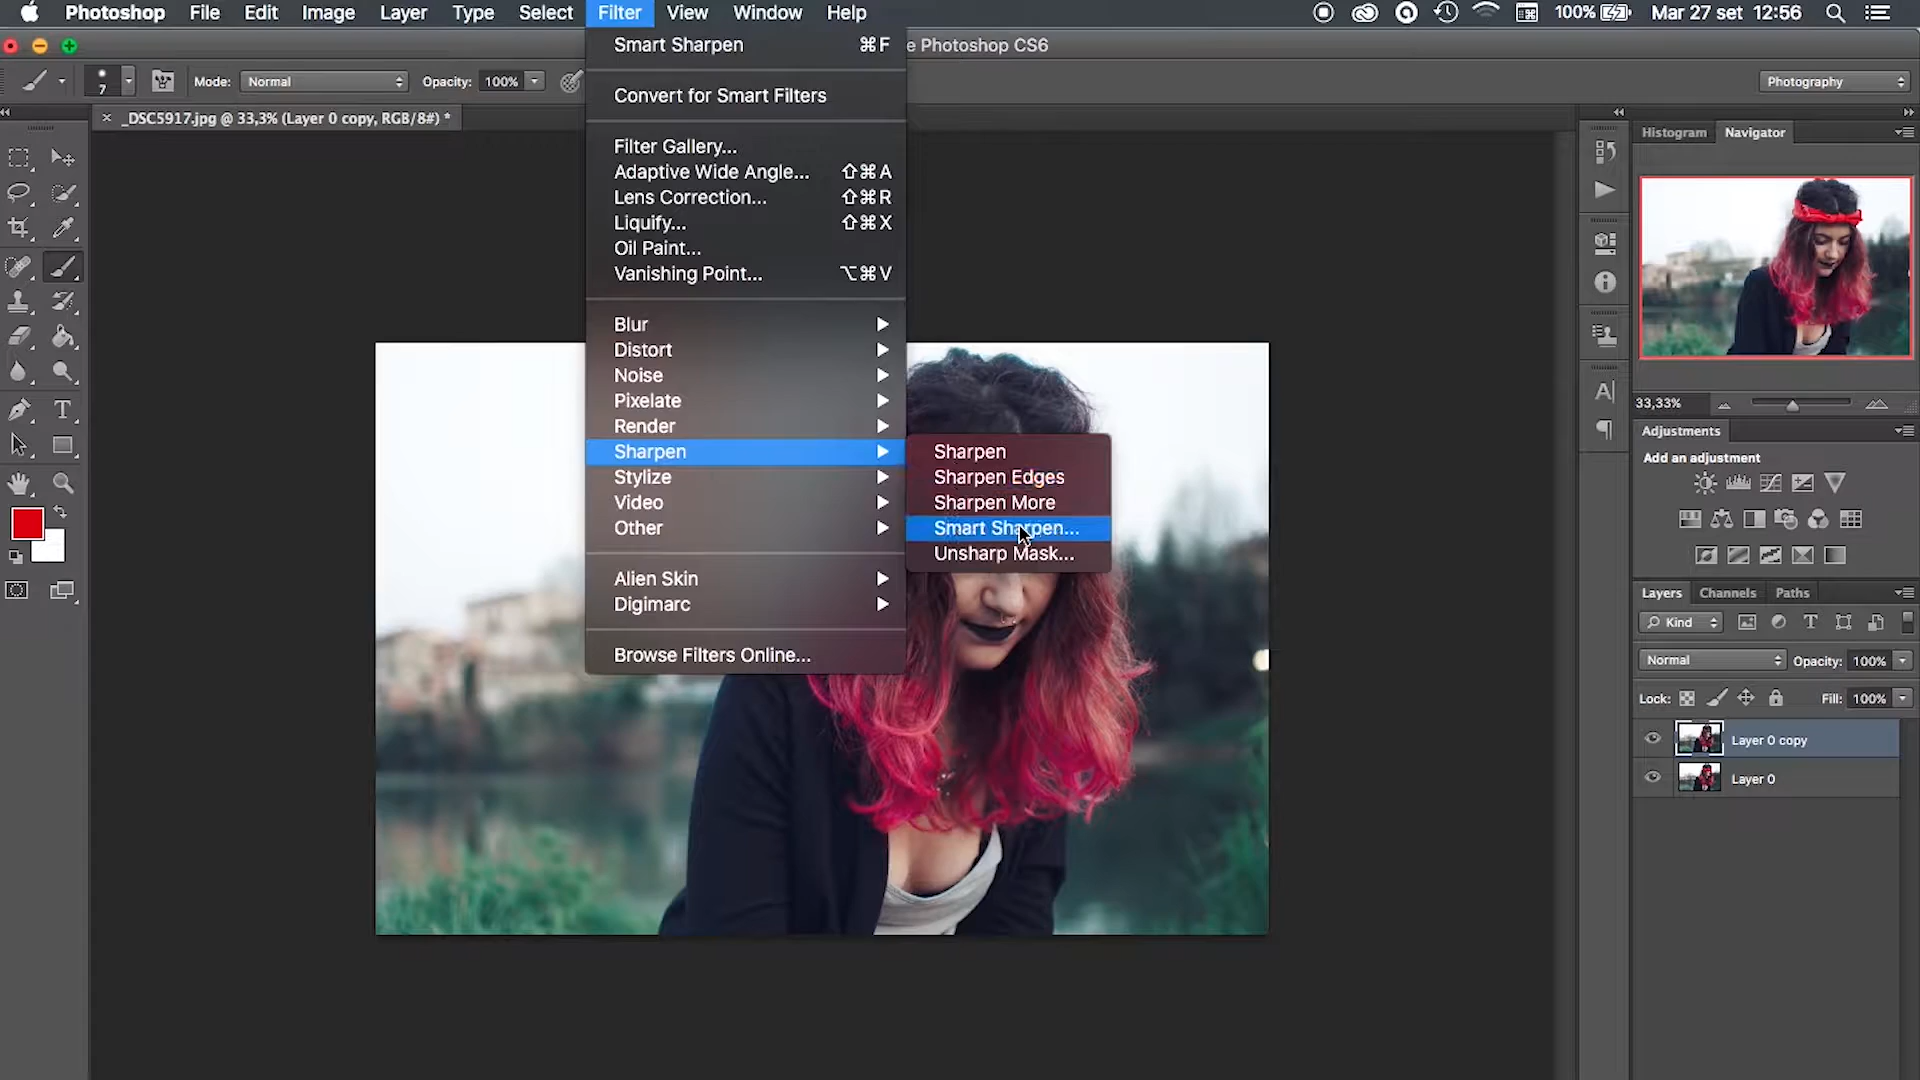 Photoshop File Edit Image Layer Type Select Filter View Window Help 100% Mar 27 set 12:56
Adobe Photoshop CS6
7 Mode: Normal Opacity: 100% Photography
× _DSC5917.jpg @ 33,3% (Layer 0 copy, RGB/8#) *
Smart Sharpen ⌘F
Convert for Smart Filters
Filter Gallery...
Adaptive Wide Angle... ⇧⌘A
Lens Correction... ⇧⌘R
Liquify... ⇧⌘X
Oil Paint...
Vanishing Point... ⌥⌘V
Blur
Distort
Noise
Pixelate
Render
Sharpen
Stylize
Video
Other
Alien Skin
Digimarc
Browse Filters Online...
Sharpen
Sharpen Edges
Sharpen More
Smart Sharpen...
Unsharp Mask...
Histogram Navigator
33,33%
Adjustments
Add an adjustment
Layers Channels Paths
Kind
Normal Opacity: 100%
Lock: Fill: 100%
Layer 0 copy
Layer 0